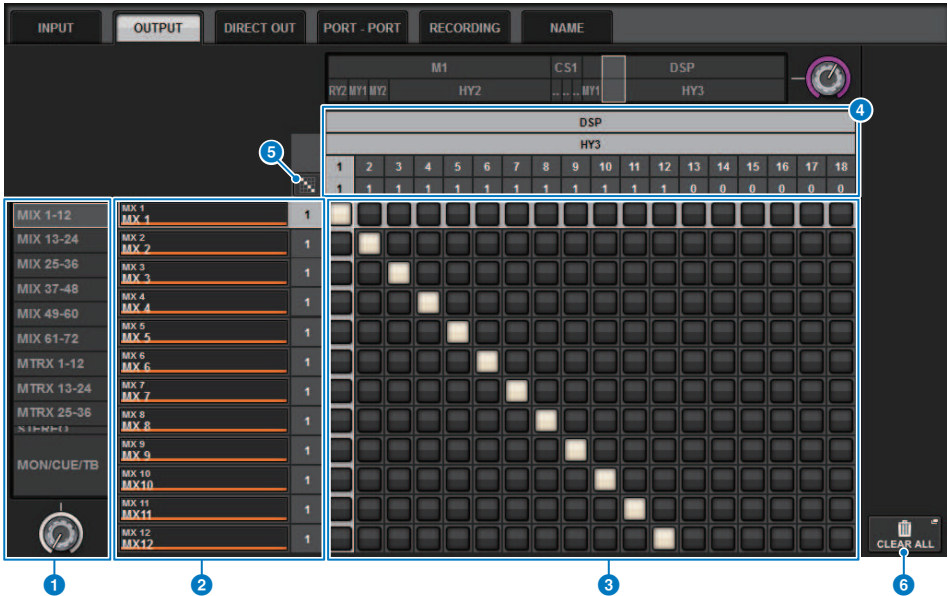 INPUT OUTPUT DIRECT OUT PORT - PORT RECORDING NAME
M1 CS1 DSP
RY2 MY1 MY2 HY2 .. .. .. MY1 HY3
4
DSP
HY3
5
1 2 3 4 5 6 7 8 9 10 11 12 13 14 15 16 17 18
1 1 1 1 1 1 1 1 1 1 1 1 0 0 0 0 0 0
MIX 1-12
MIX 13-24
MIX 25-36
MIX 37-48
MIX 49-60
MIX 61-72
MTRX 1-12
MTRX 13-24
MTRX 25-36
STEREO
MON/CUE/TB
MX 1
MX 1 1
MX 2
MX 2 1
MX 3
MX 3 1
MX 4
MX 4 1
MX 5
MX 5 1
MX 6
MX 6 1
MX 7
MX 7 1
MX 8
MX 8 1
MX 9
MX 9 1
MX 10
MX10 1
MX 11
MX11 1
MX 12
MX12 1
CLEAR ALL
1 2 3 6